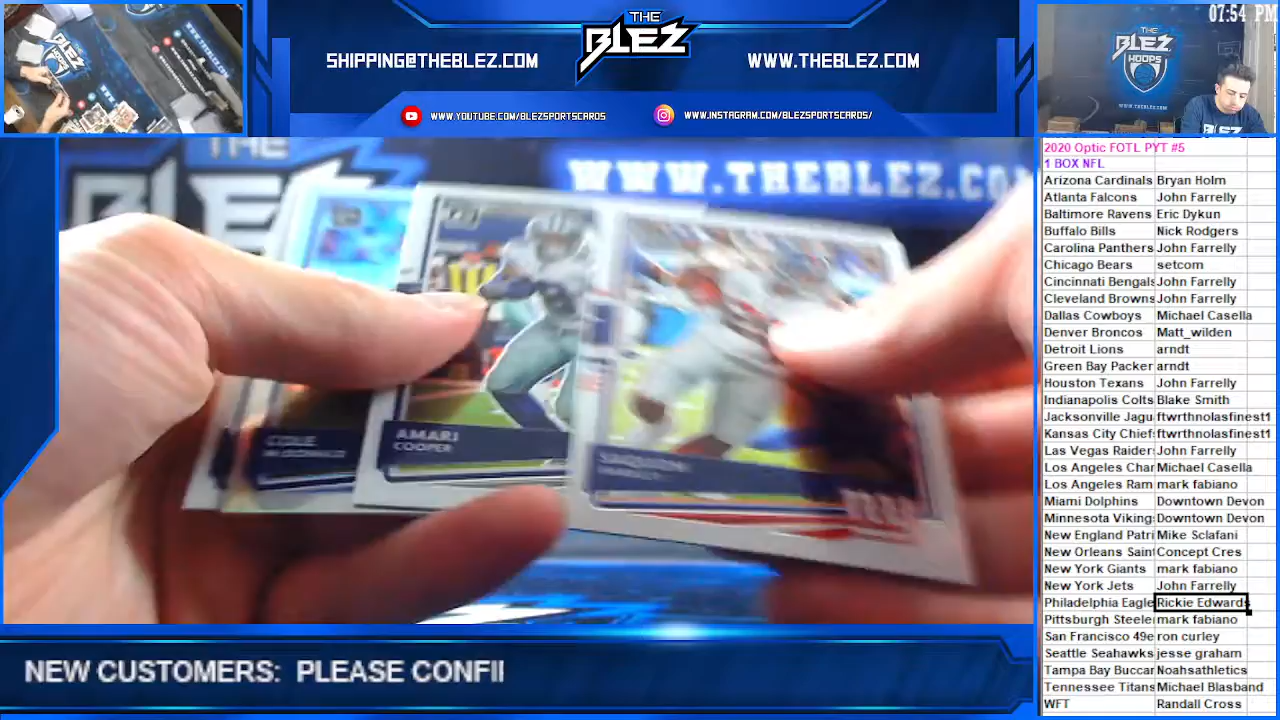 THE
BLEZ
SHIPPING@THEBLEZ.COM
WWW.THEBLEZ.COM
WWW.YOUTUBE.COM/BLEZSPORTSCARDS
WWW.INSTAGRAM.COM/BLEZSPORTSCARDS/
07:54 PM
THE
BLEZ
HOOPS
THE
WWW.THEBLEZ.CO
AMARI
COOPER
COLE
NY
2020 Optic FOTL PYT #5
1 BOX NFL
Arizona Cardinals Bryan Holm
Atlanta Falcons John Farrelly
Baltimore Ravens Eric Dykun
Buffalo Bills Nick Rodgers
Carolina Panthers John Farrelly
Chicago Bears setcom
Cincinnati Bengals John Farrelly
Cleveland Browns John Farrelly
Dallas Cowboys Michael Casella
Denver Broncos Matt_wilden
Detroit Lions arndt
Green Bay Packer arndt
Houston Texans John Farrelly
Indianapolis Colts Blake Smith
Jacksonville Jagu ftwrthnolasfinest1
Kansas City Chief ftwrthnolasfinest1
Las Vegas Raider John Farrelly
Los Angeles Char Michael Casella
Los Angeles Ram mark fabiano
Miami Dolphins Downtown Devon
Minnesota Viking Downtown Devon
New England Patri Mike Sclafani
New Orleans Saint Concept Cres
New York Giants mark fabiano
New York Jets John Farrelly
Philadelphia Eagle Rickie Edwards
Pittsburgh Steele mark fabiano
San Francisco 49e ron curley
Seattle Seahawks jesse graham
Tampa Bay Buccar Noahsathletics
Tennessee Titans Michael Blasband
WFT Randall Cross
NEW CUSTOMERS: PLEASE CONFI